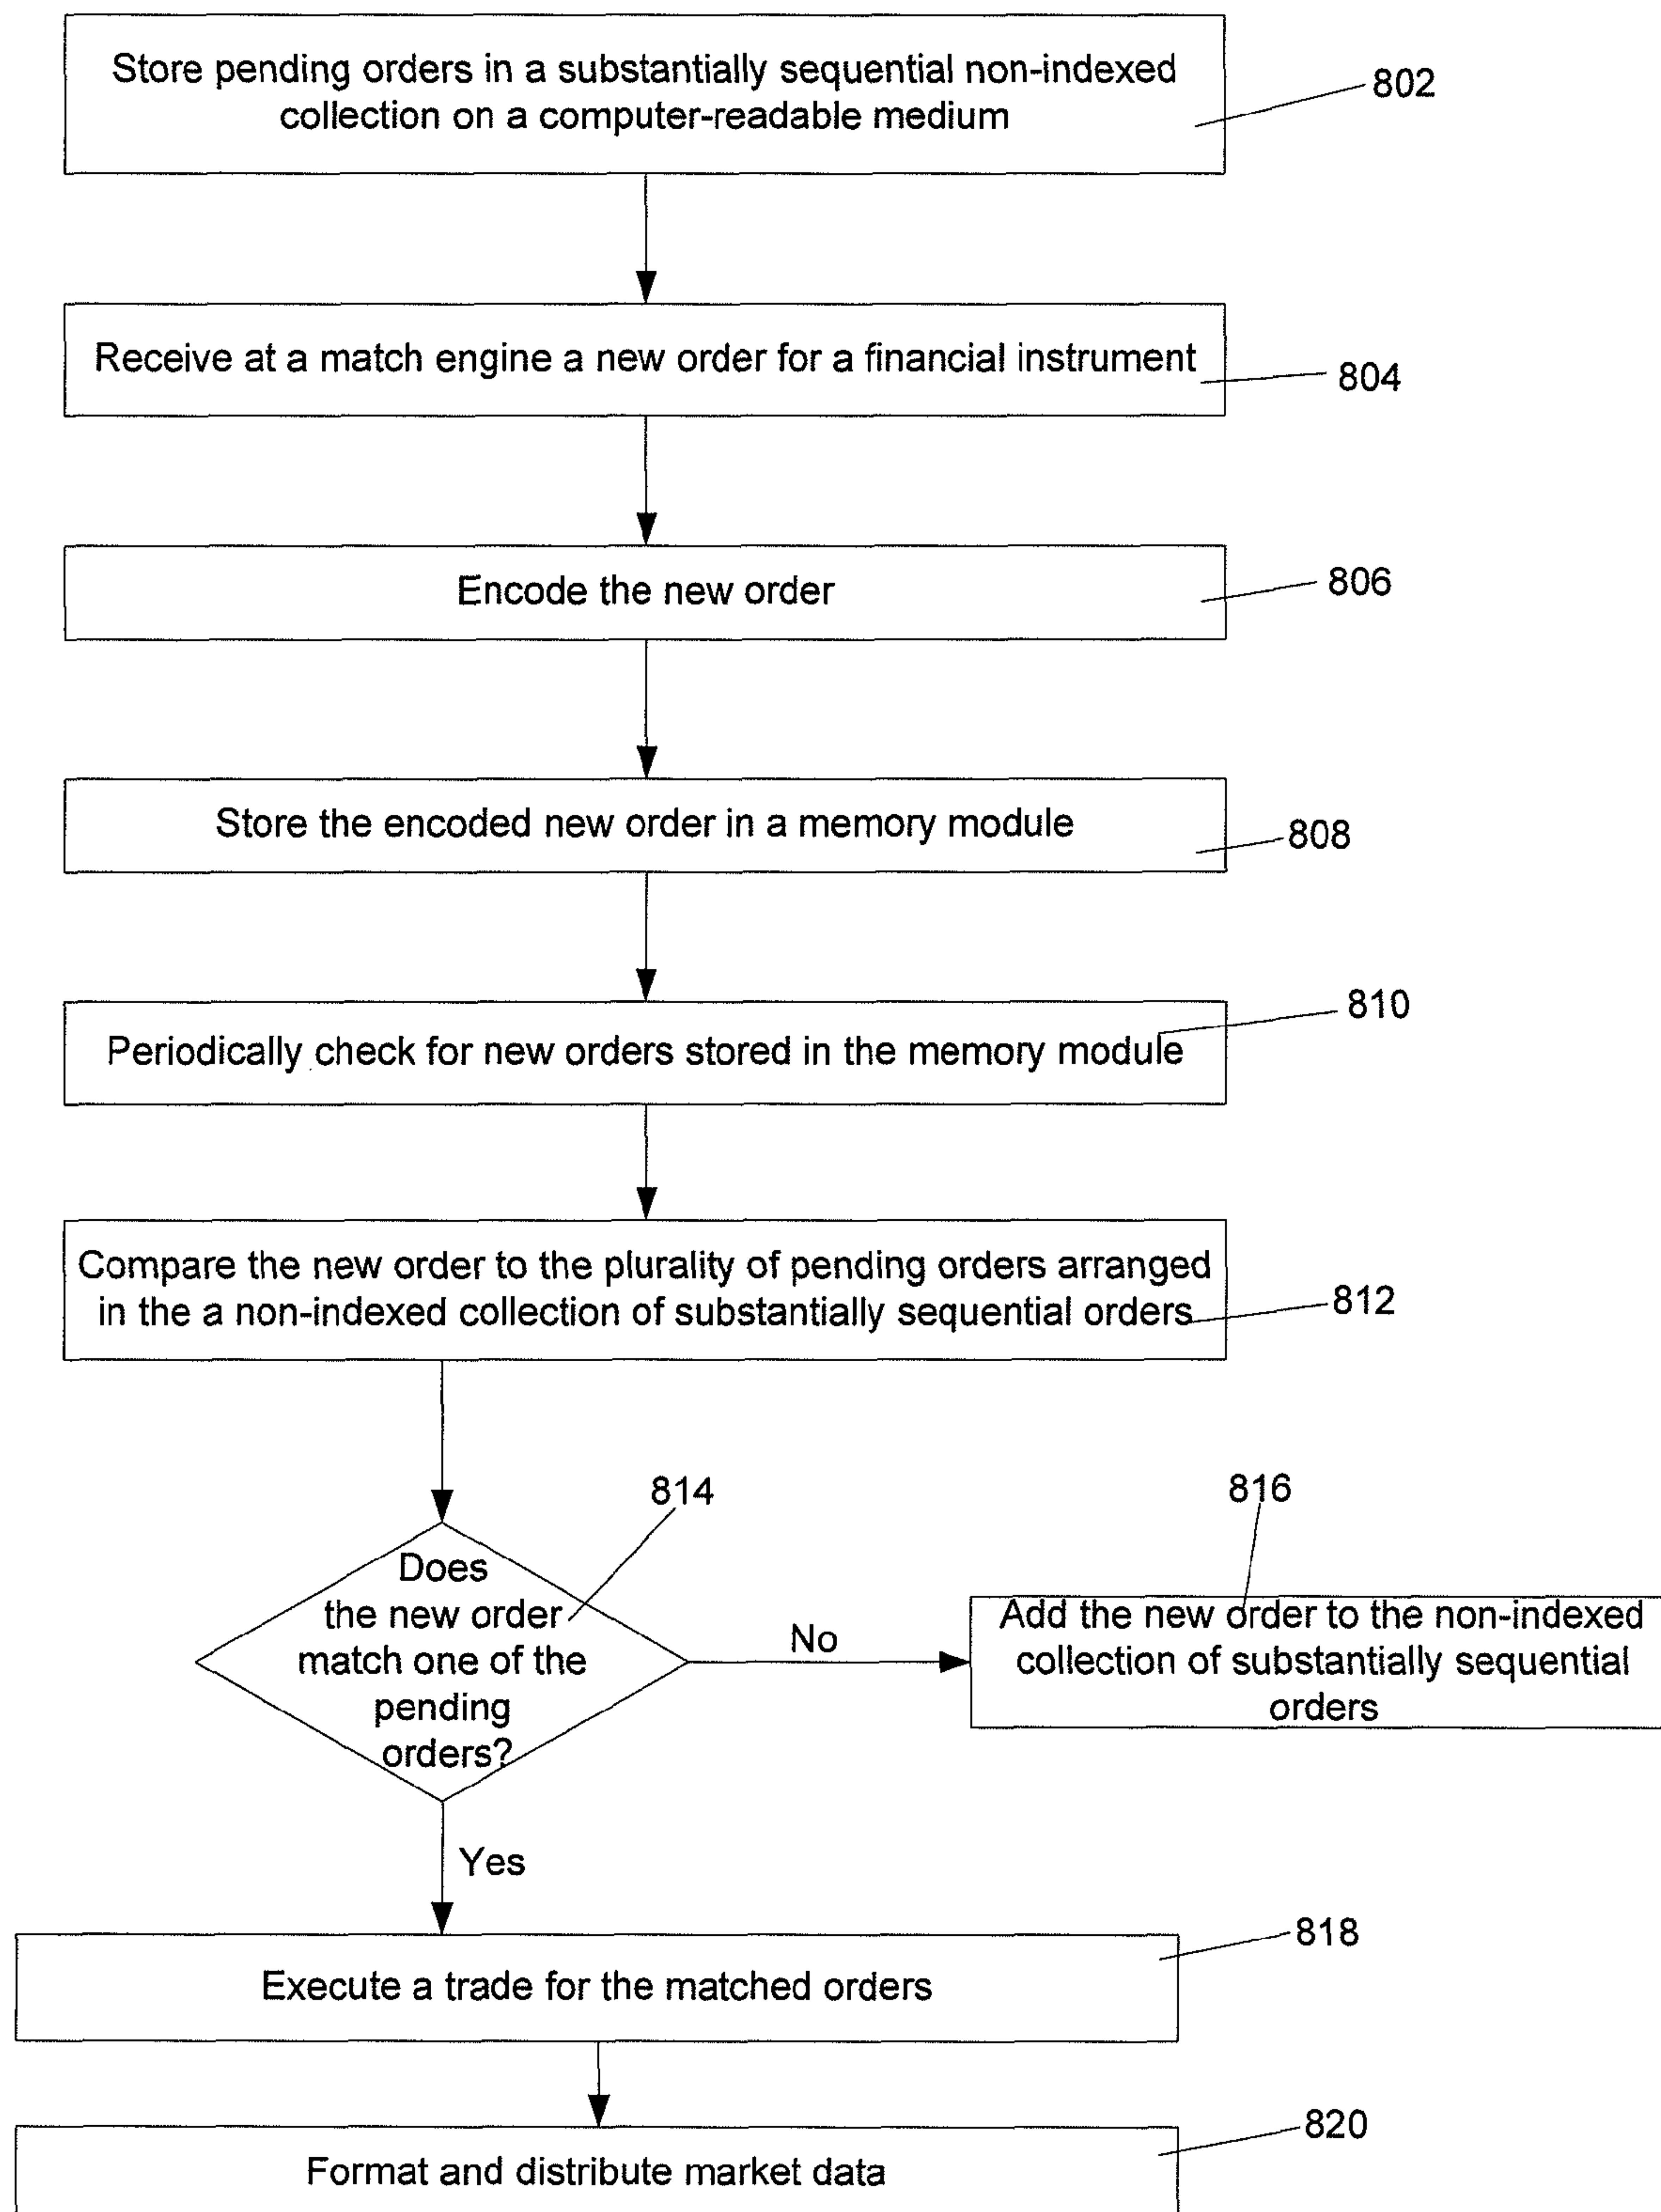 Store pending orders in a substantially sequential non-indexed
collection on a computer-readable medium
802
Receive at a match engine a new order for a financial instrument
804
Encode the new order
806
Store the encoded new order in a memory module
808
Periodically check for new orders stored in the memory module
810
Compare the new order to the plurality of pending orders arranged
in the a non-indexed collection of substantially sequential orders
812
814
Does
the new order
match one of the
pending
orders?
No
816
Add the new order to the non-indexed
collection of substantially sequential
orders
Yes
Execute a trade for the matched orders
818
Format and distribute market data
820